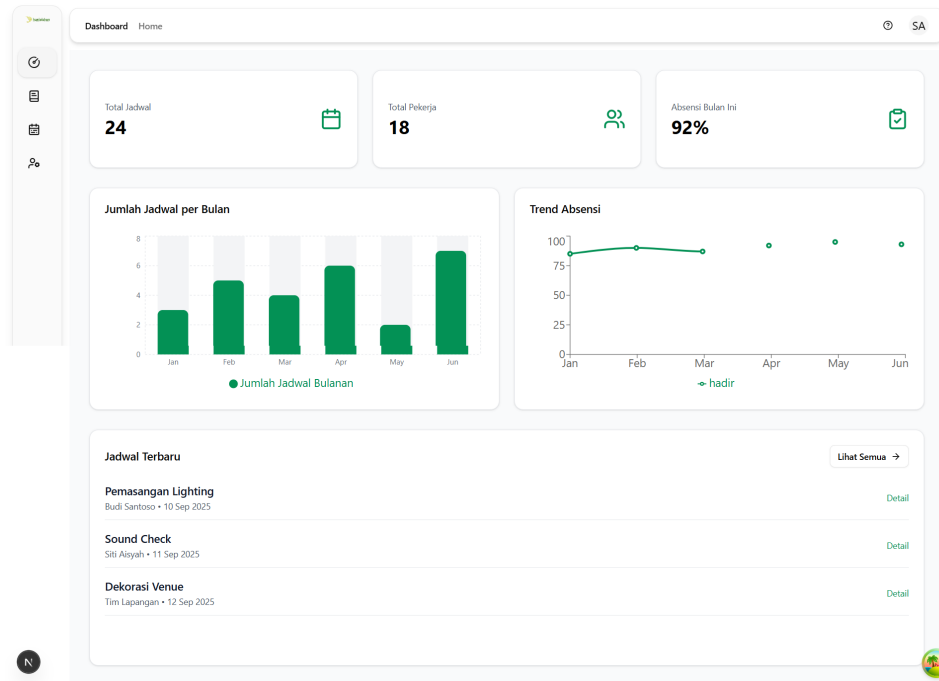 Dashboard Home
SA
Total Jadwal
24
Total Pekerja
18
Absensi Bulan Ini
92%
Jumlah Jadwal per Bulan
8
6
4
2
0
Jan Feb Mar Apr May Jun
Jumlah Jadwal Bulanan
Trend Absensi
100
75
50
25
0
Jan Feb Mar Apr May Jun
hadir
Jadwal Terbaru
Lihat Semua →
Pemasangan Lighting
Budi Santoso • 10 Sep 2025
Detail
Sound Check
Siti Aisyah • 11 Sep 2025
Detail
Dekorasi Venue
Tim Lapangan • 12 Sep 2025
Detail
N